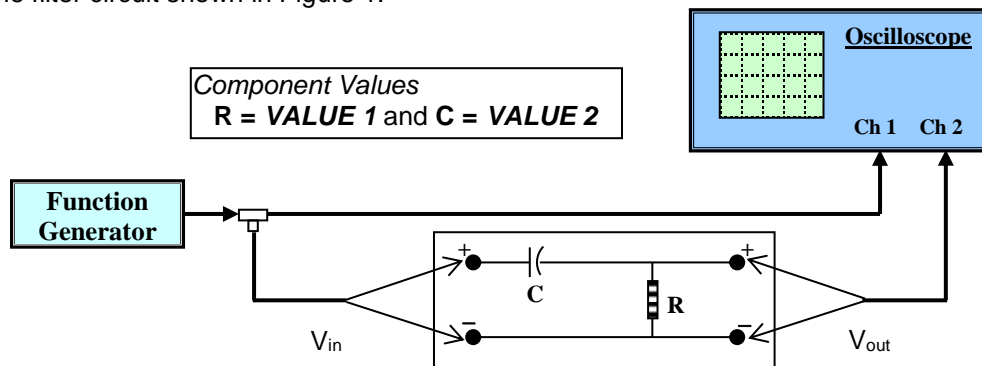 Oscilloscope
Component Values
R = VALUE 1 and C = VALUE 2
Ch 1 Ch 2
Function
Generator
+ +
C
R
− −
Vin
Vout